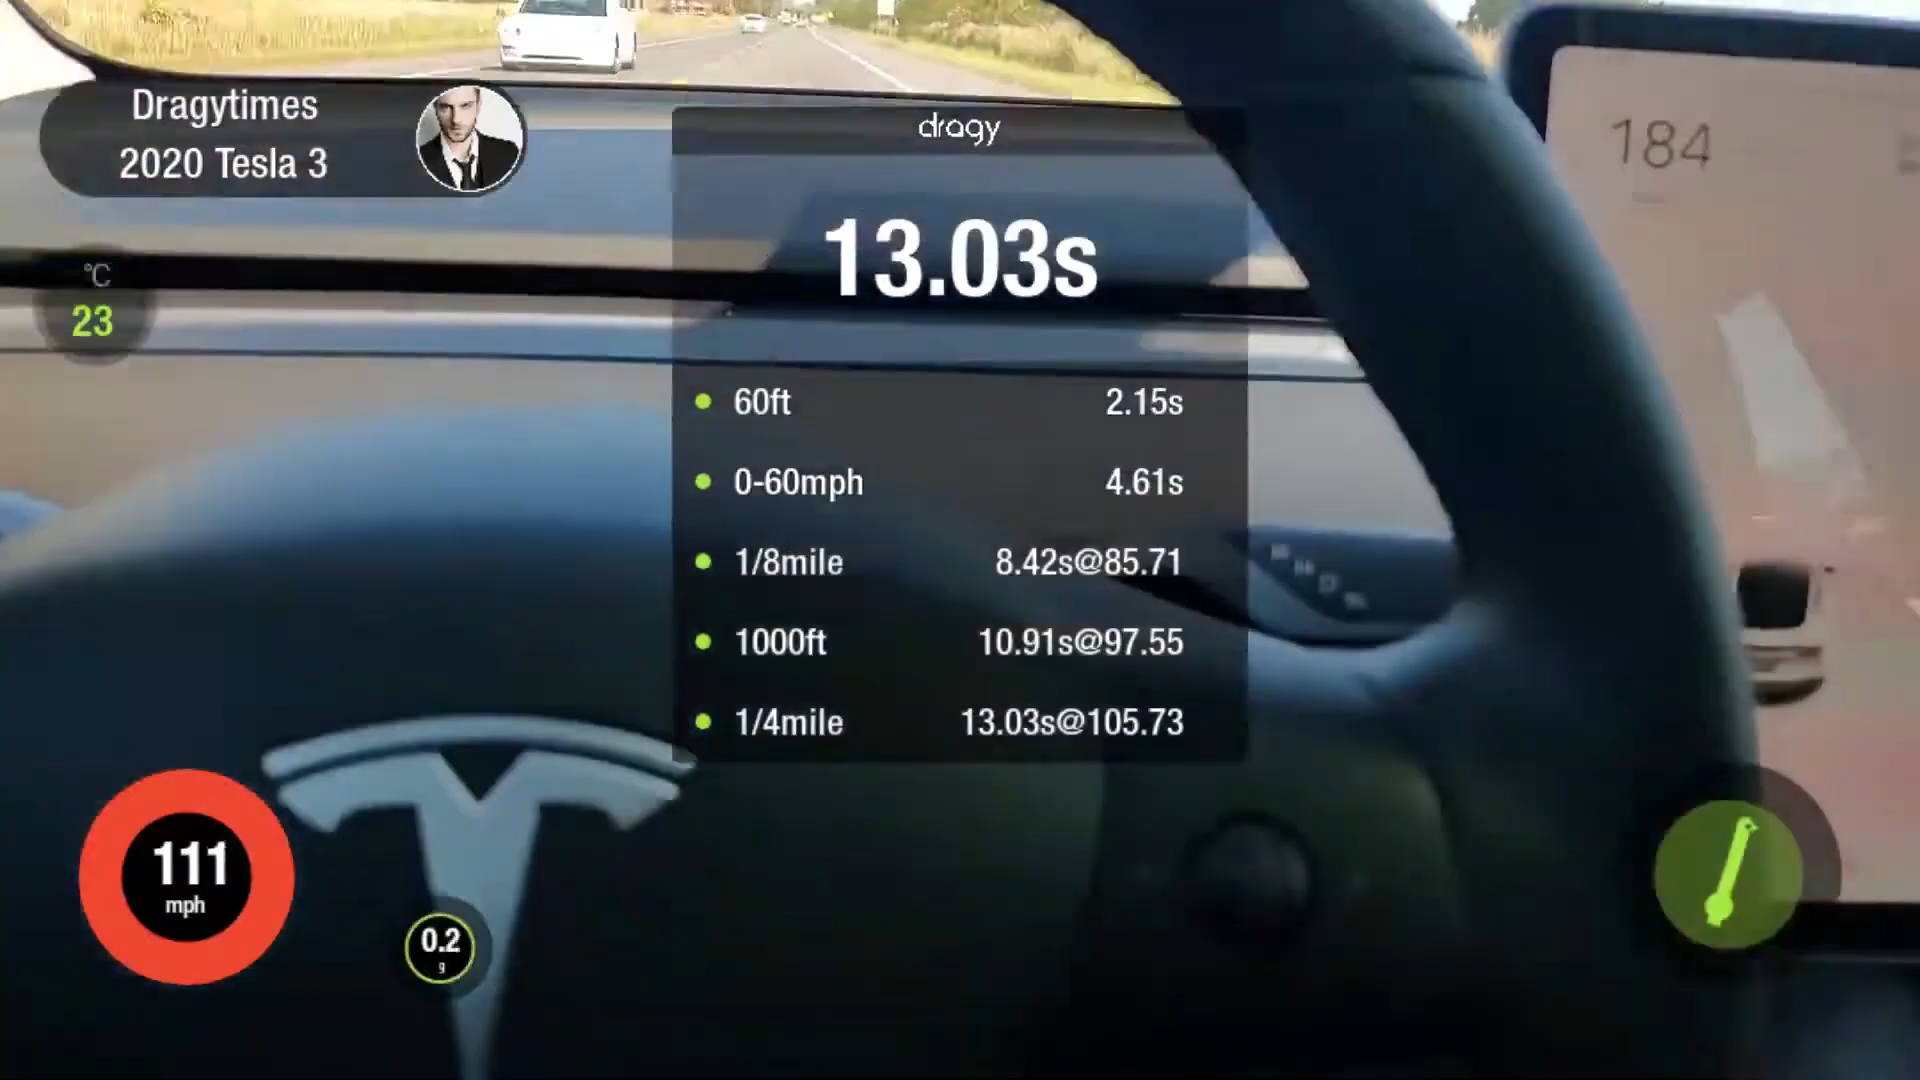 Dragytimes
2020 Tesla 3
dragy
184
13.03s
°C
23
60ft 2.15s
0-60mph 4.61s
1/8mile 8.42s@85.71
1000ft 10.91s@97.55
1/4mile 13.03s@105.73
111
mph
0.2
g